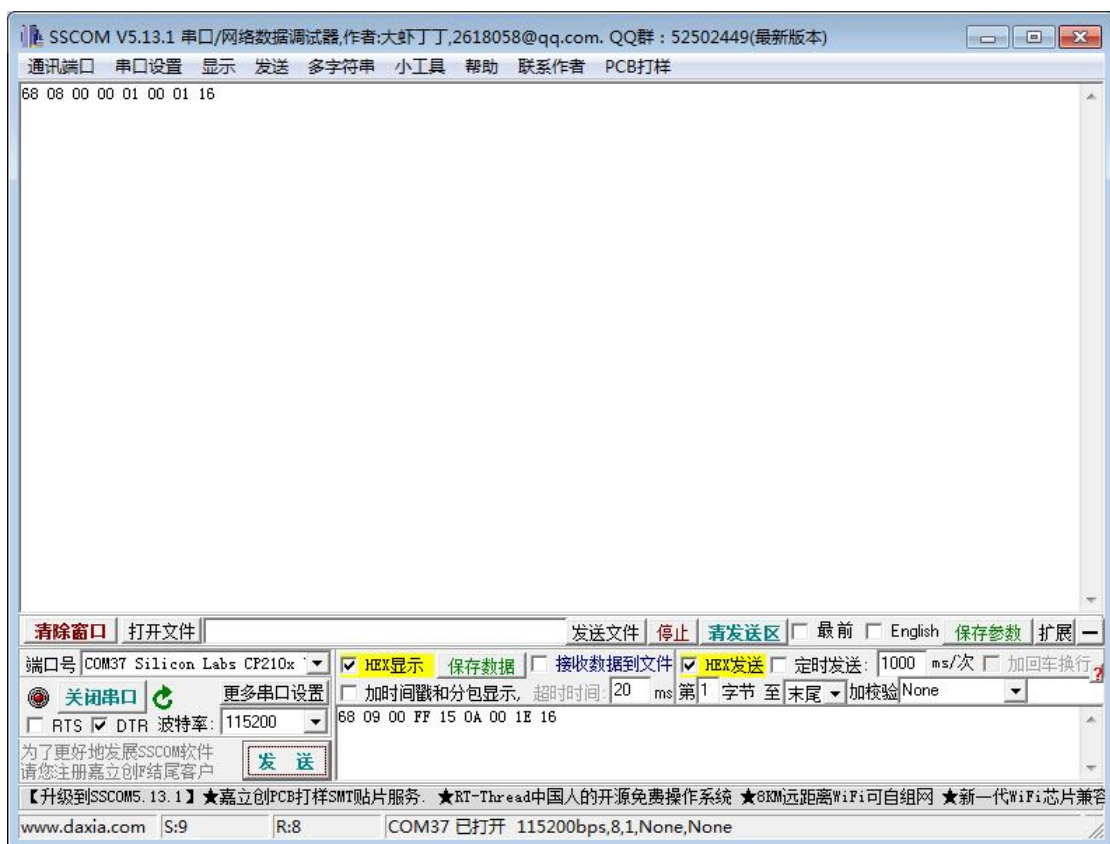 SSCOM V5.13.1 串口/网络数据调试器,作者:大虾丁丁,2618058@qq.com. QQ群：52502449(最新版本)
通讯端口 串口设置 显示 发送 多字符串 小工具 帮助 联系作者 PCB打样
68 08 00 00 01 00 01 16
清除窗口 打开文件 发送文件 停止 清发送区 最前 English 保存参数 扩展 —
端口号 COM37 Silicon Labs CP210x HEX显示 保存数据 接收数据到文件 HEX发送 定时发送: 1000 ms/次 加回车换行
关闭串口 更多串口设置 加时间戳和分包显示, 超时时间: 20 ms 第 1 字节 至 末尾 加校验 None
RTS DTR 波特率: 115200 68 09 00 FF 15 0A 00 1E 16
为了更好地发展SSCOM软件
请您注册嘉立创F结尾客户
发 送
【升级到SSCOM5.13.1】★嘉立创PCB打样SMT贴片服务. ★RT-Thread中国人的开源免费操作系统 ★8KM远距离WiFi可自组网 ★新一代WiFi芯片兼容
www.daxia.com S:9 R:8 COM37 已打开 115200bps,8,1,None,None